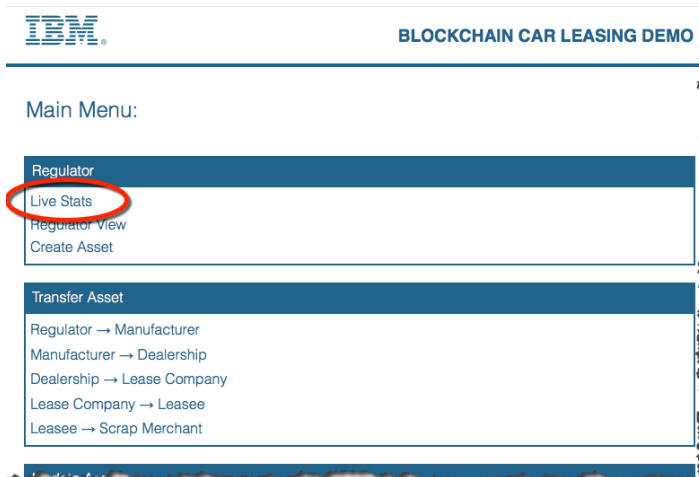 IBM
BLOCKCHAIN CAR LEASING DEMO
Main Menu:
Regulator
Live Stats
Regulator View
Create Asset
Transfer Asset
Regulator → Manufacturer
Manufacturer → Dealership
Dealership → Lease Company
Lease Company → Leasee
Leasee → Scrap Merchant